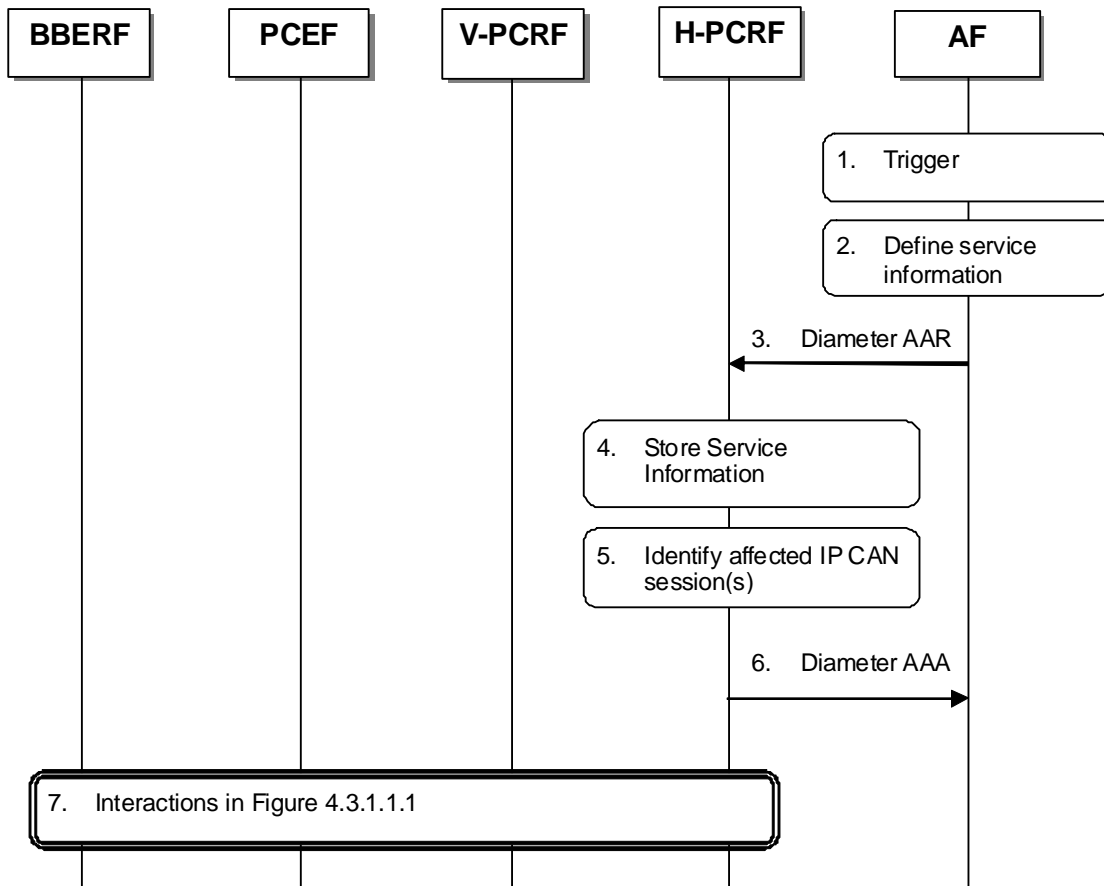 BBERF PCEF V-PCRF H-PCRF AF
1. Trigger
2. Define service
information
3. Diameter AAR
4. Store Service
Information
5. Identify affected IP CAN
session(s)
6. Diameter AAA
7. Interactions in Figure 4.3.1.1.1